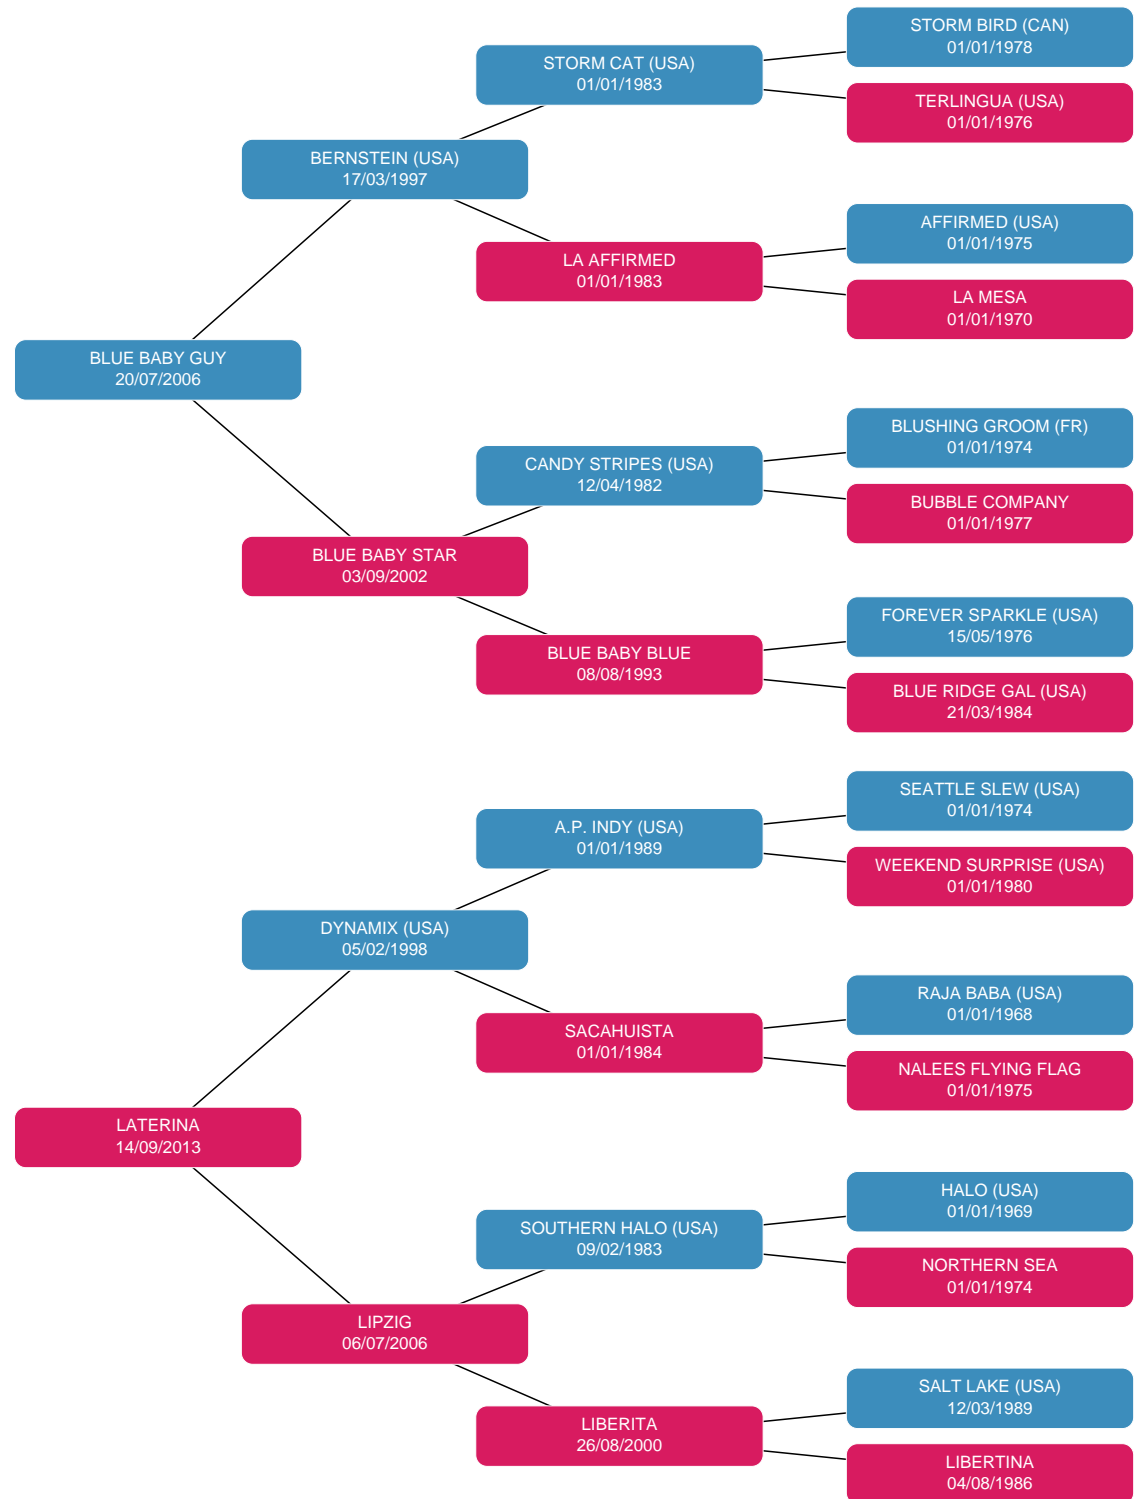 STORM BIRD (CAN)
01/01/1978
STORM CAT (USA)
01/01/1983
TERLINGUA (USA)
01/01/1976
BERNSTEIN (USA)
17/03/1997
AFFIRMED (USA)
01/01/1975
LA AFFIRMED
01/01/1983
LA MESA
01/01/1970
BLUE BABY GUY
20/07/2006
BLUSHING GROOM (FR)
01/01/1974
CANDY STRIPES (USA)
12/04/1982
BUBBLE COMPANY
01/01/1977
BLUE BABY STAR
03/09/2002
FOREVER SPARKLE (USA)
15/05/1976
BLUE BABY BLUE
08/08/1993
BLUE RIDGE GAL (USA)
21/03/1984
SEATTLE SLEW (USA)
01/01/1974
A.P. INDY (USA)
01/01/1989
WEEKEND SURPRISE (USA)
01/01/1980
DYNAMIX (USA)
05/02/1998
RAJA BABA (USA)
01/01/1968
SACAHUISTA
01/01/1984
NALEES FLYING FLAG
01/01/1975
LATERINA
14/09/2013
HALO (USA)
01/01/1969
SOUTHERN HALO (USA)
09/02/1983
NORTHERN SEA
01/01/1974
LIPZIG
06/07/2006
SALT LAKE (USA)
12/03/1989
LIBERITA
26/08/2000
LIBERTINA
04/08/1986